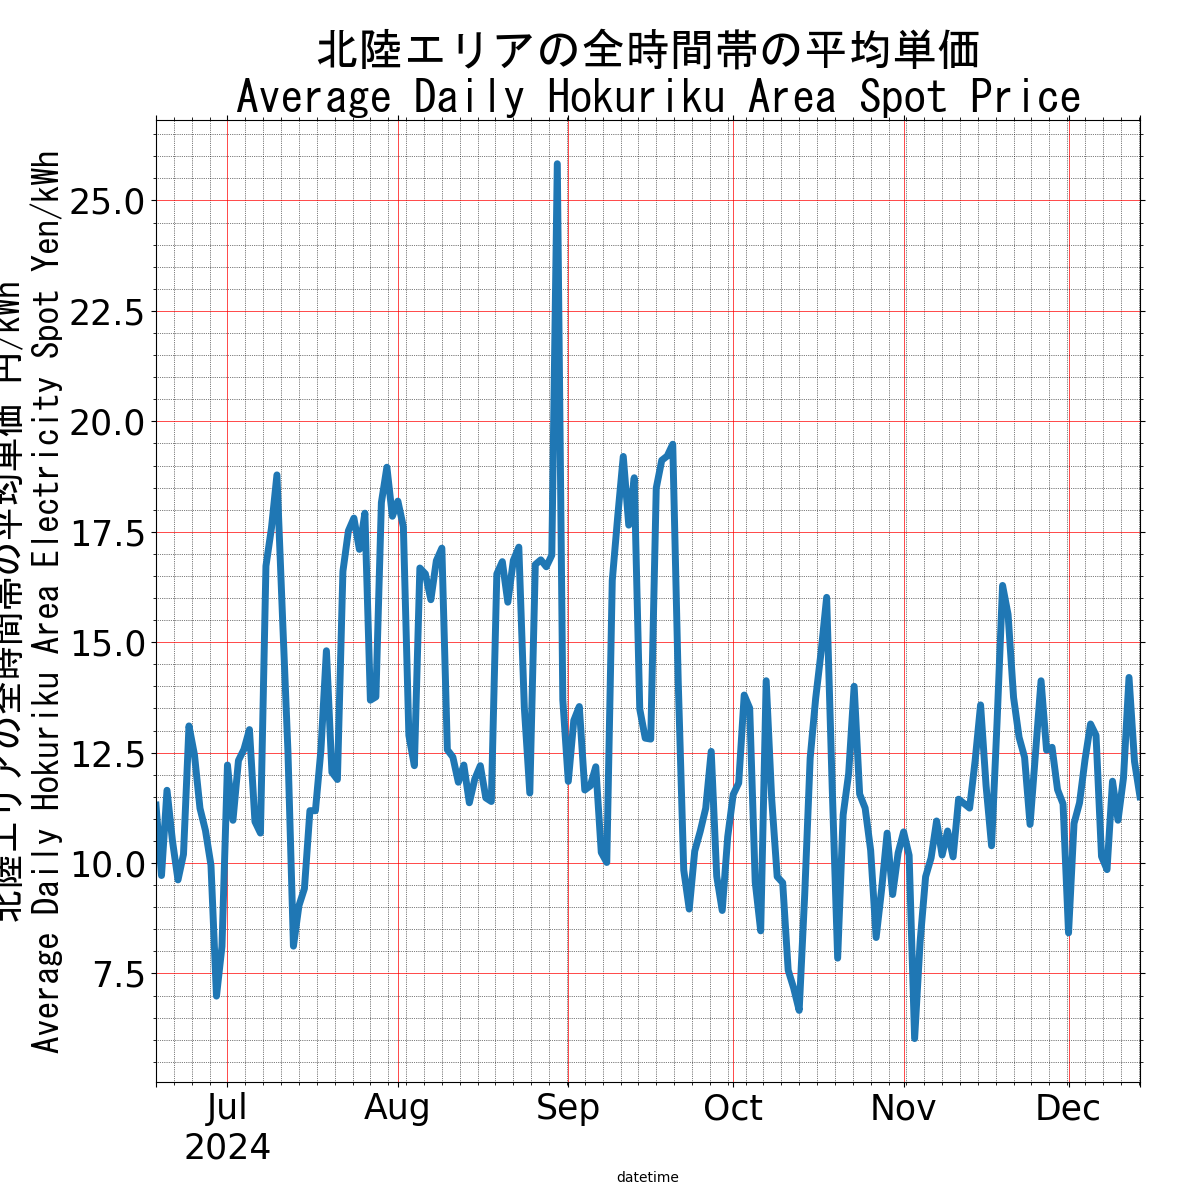 北陸エリアの全時間帯の平均単価
Average Daily Hokuriku Area Spot Price
北陸エリアの全時間帯の平均単価 円/kWh
Average Daily Hokuriku Area Electricity Spot Yen/kWh
25.0
22.5
20.0
17.5
15.0
12.5
10.0
7.5
Jul
2024
Aug
Sep
Oct
Nov
Dec
datetime